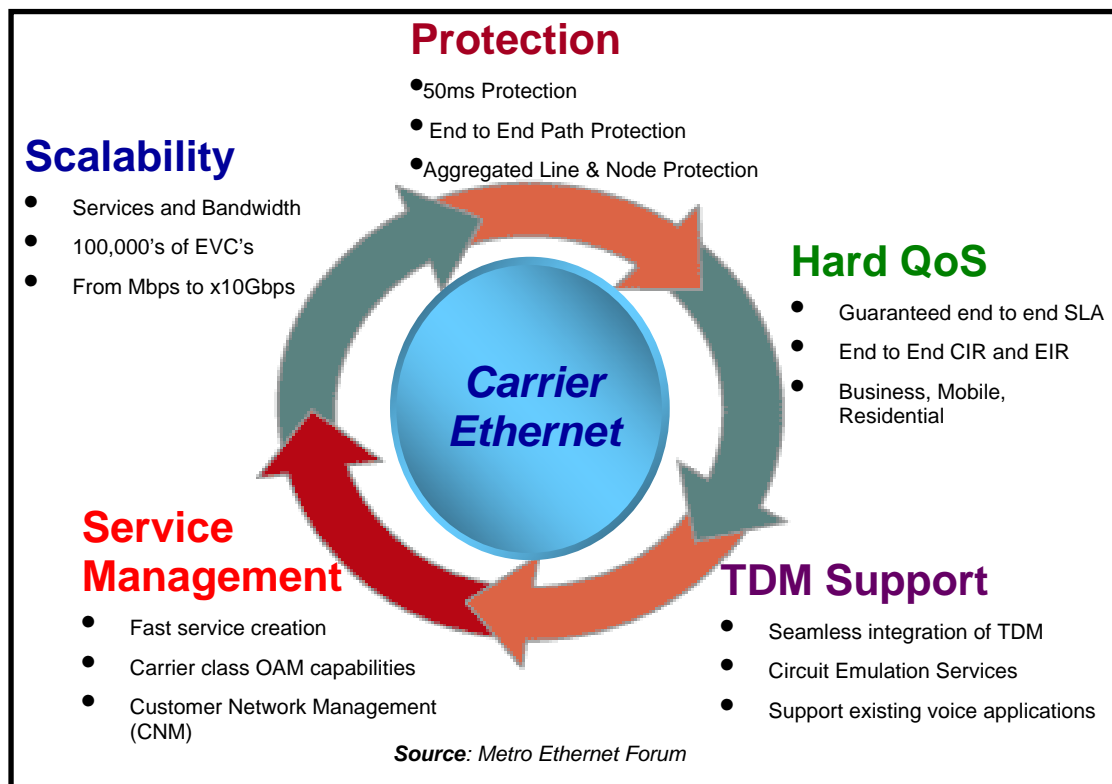 Protection
•50ms Protection
• End to End Path Protection
•Aggregated Line & Node Protection
Scalability
• Services and Bandwidth
• 100,000's of EVC's
• From Mbps to x10Gbps
Hard QoS
• Guaranteed end to end SLA
• End to End CIR and EIR
• Business, Mobile,
Residential
Carrier
Ethernet
Service
Management
• Fast service creation
• Carrier class OAM capabilities
• Customer Network Management
(CNM)
TDM Support
• Seamless integration of TDM
• Circuit Emulation Services
• Support existing voice applications
Source: Metro Ethernet Forum